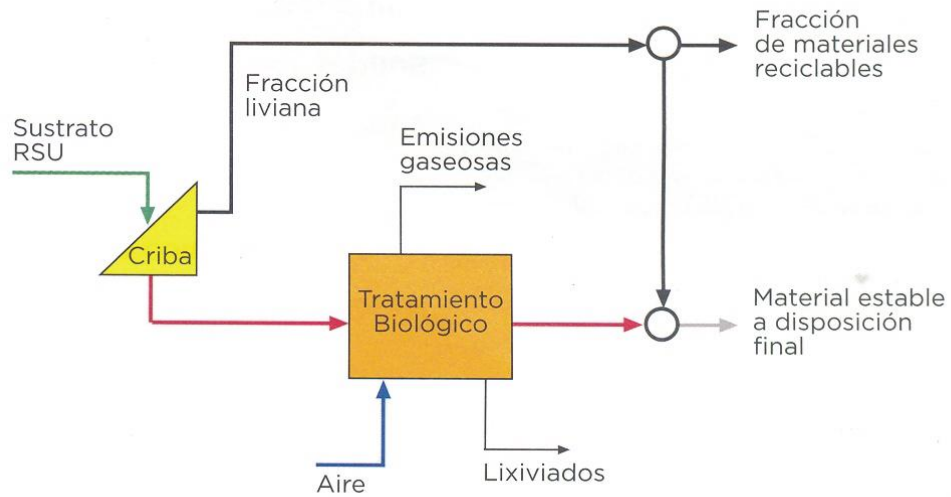 Fracción
de materiales
reciclables
Fracción
liviana
Sustrato
RSU
Emisiones
gaseosas
Criba
Tratamiento
Biológico
Material estable
a disposición
final
Aire
Lixiviados